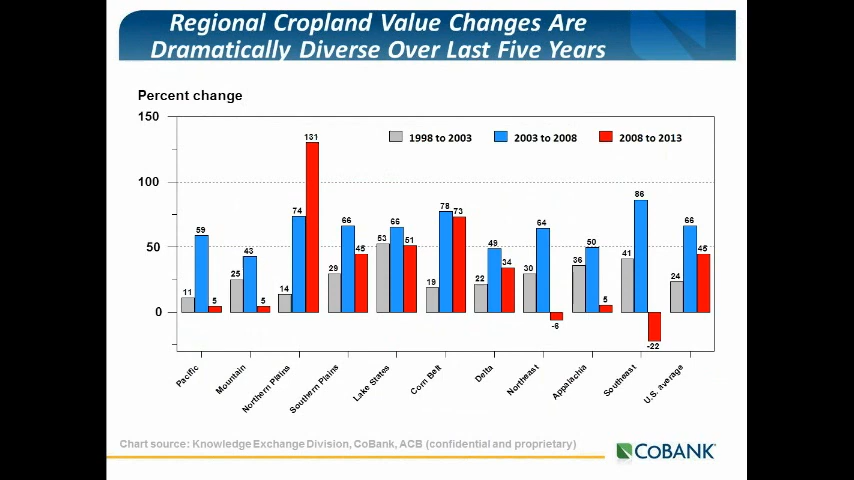 Regional Cropland Value Changes Are
Dramatically Diverse Over Last Five Years
Percent change
150
100
50
0
1998 to 2003
2003 to 2008
2008 to 2013
11 59 5
25 43 5
14 74 131
29 66 45
53 66 51
19 78 73
22 49 34
30 64 -6
36 50 5
41 86 -22
24 66 45
Pacific
Mountain
Northern Plains
Southern Plains
Lake States
Corn Belt
Delta
Northeast
Appalachia
Southeast
U.S. average
Chart source: Knowledge Exchange Division, CoBank, ACB (confidential and proprietary)
COBANK